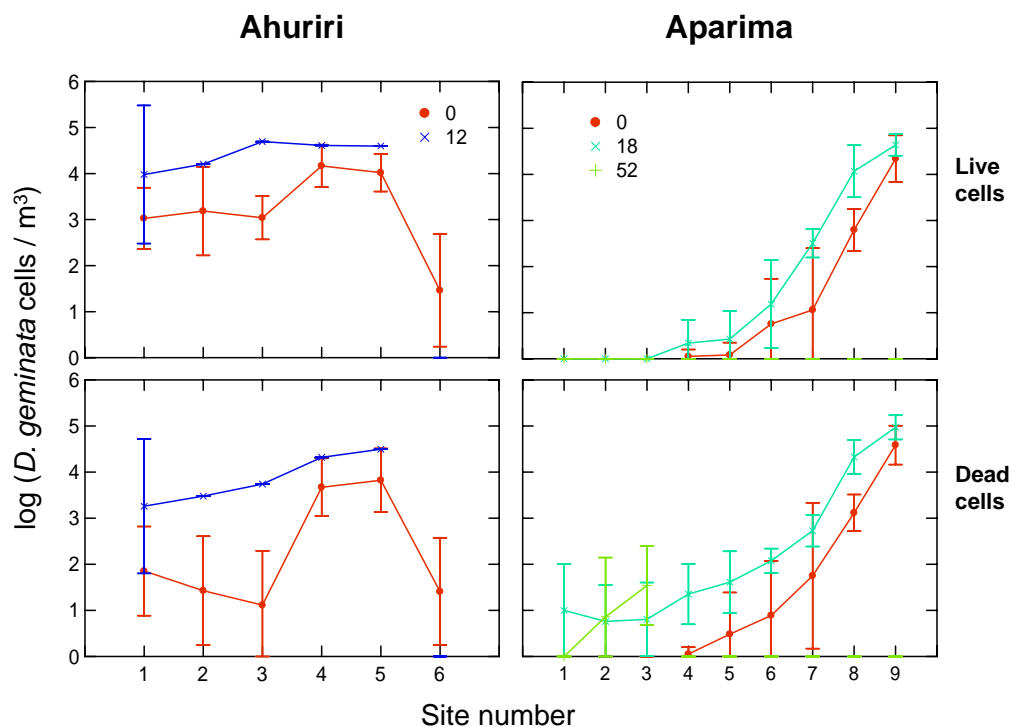 Ahuriri
Aparima
6
5
4
3
2
1
0
0
12
0
18
52
Live
cells
log (D. geminata cells / m³)
6
5
4
3
2
1
0
Dead
cells
1 2 3 4 5 6
1 2 3 4 5 6 7 8 9
Site number